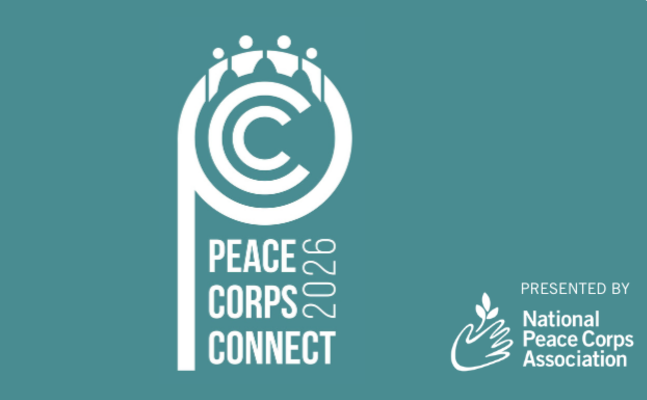 PEACE
CORPS
CONNECT
2026
PRESENTED BY
National
Peace Corps
Association